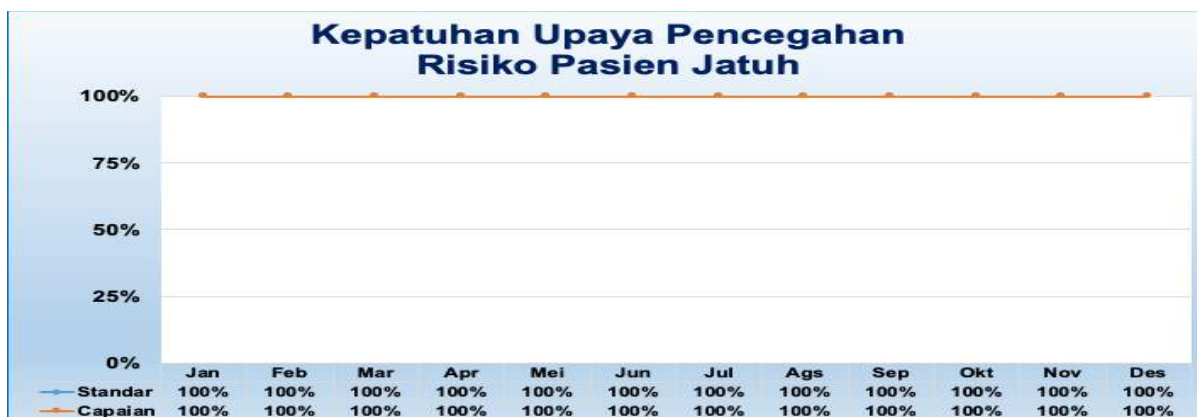 Kepatuhan Upaya Pencegahan
Risiko Pasien Jatuh
100%
75%
50%
25%
0%
Jan Feb Mar Apr Mei Jun Jul Ags Sep Okt Nov Des
Standar 100% 100% 100% 100% 100% 100% 100% 100% 100% 100% 100% 100%
Capaian 100% 100% 100% 100% 100% 100% 100% 100% 100% 100% 100% 100%